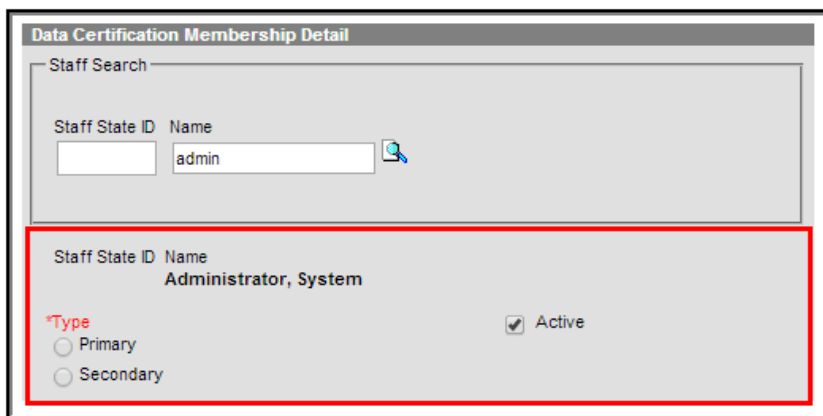 Data Certification Membership Detail
Staff Search
Staff State ID Name
admin
Staff State ID Name
Administrator, System
*Type
Active
Primary
Secondary